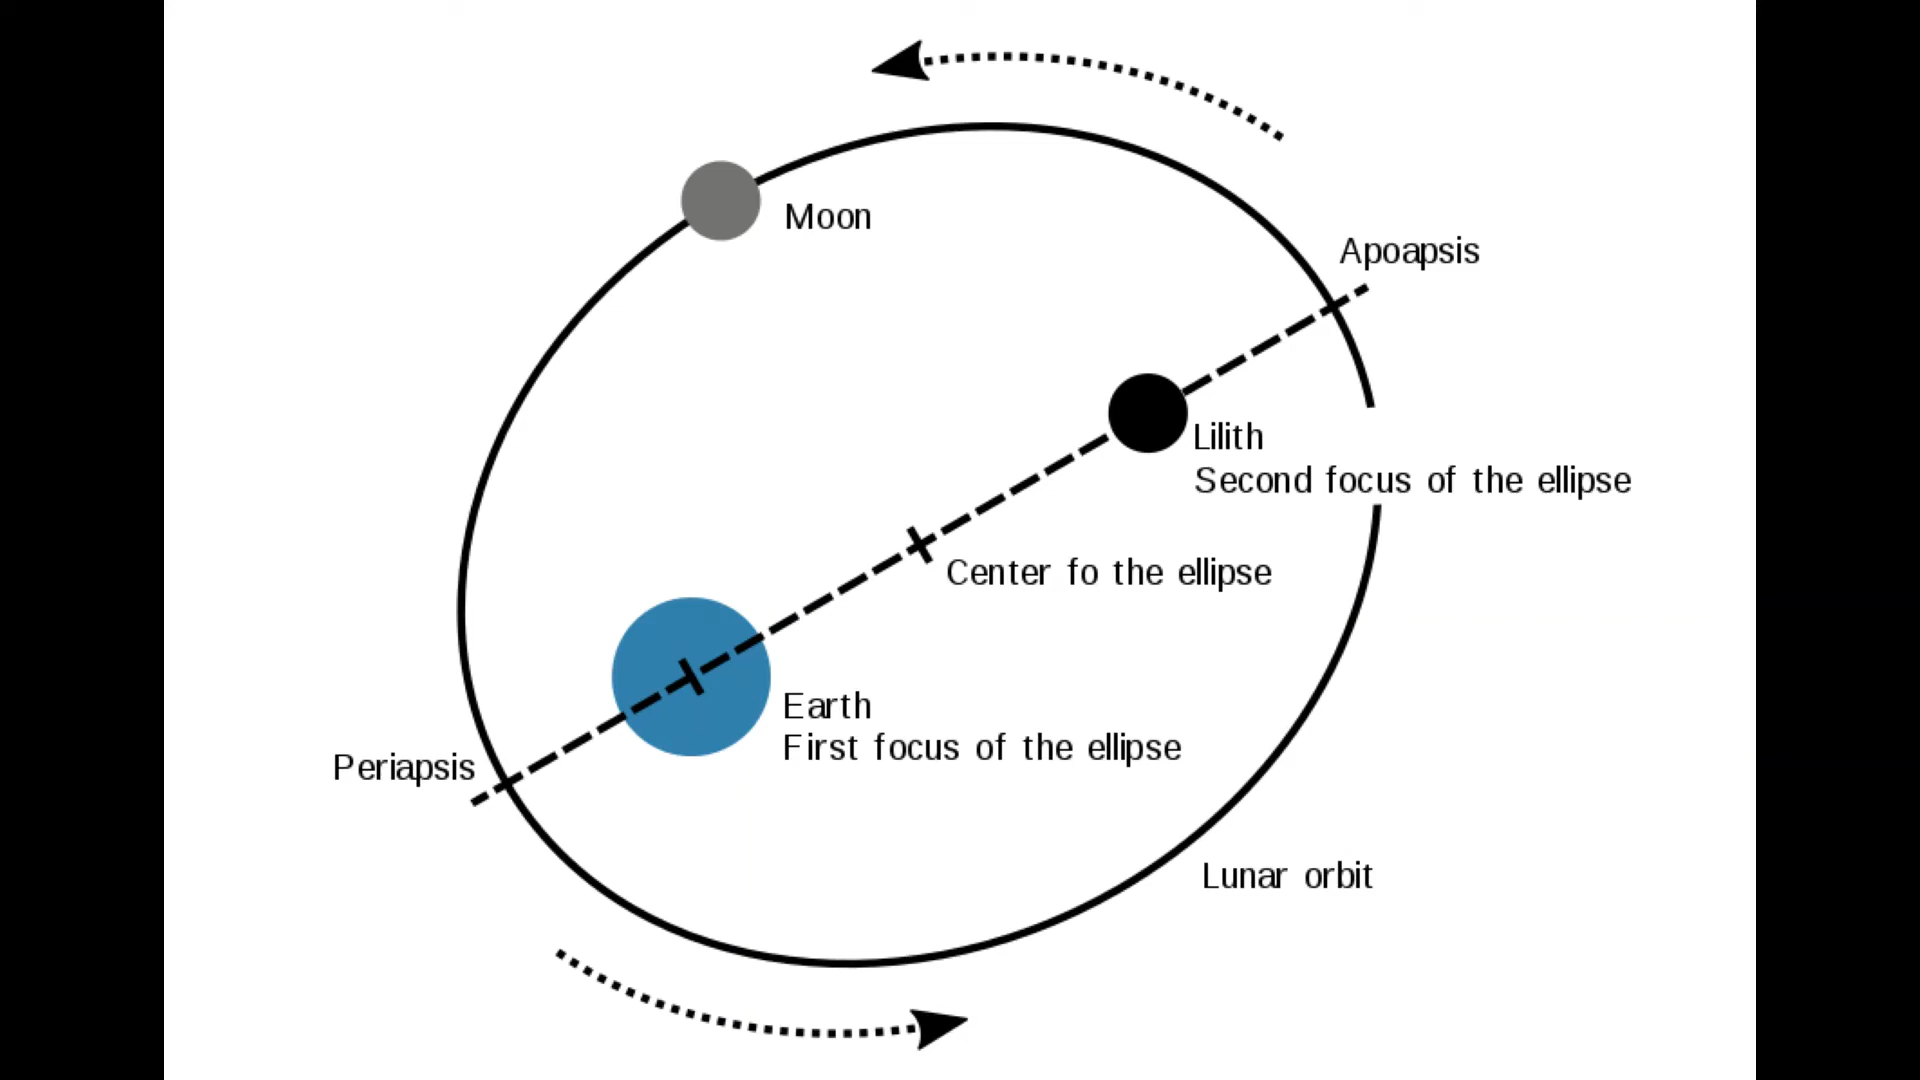 Moon
Apoapsis
Lilith
Second focus of the ellipse
Center fo the ellipse
Earth
First focus of the ellipse
Periapsis
Lunar orbit